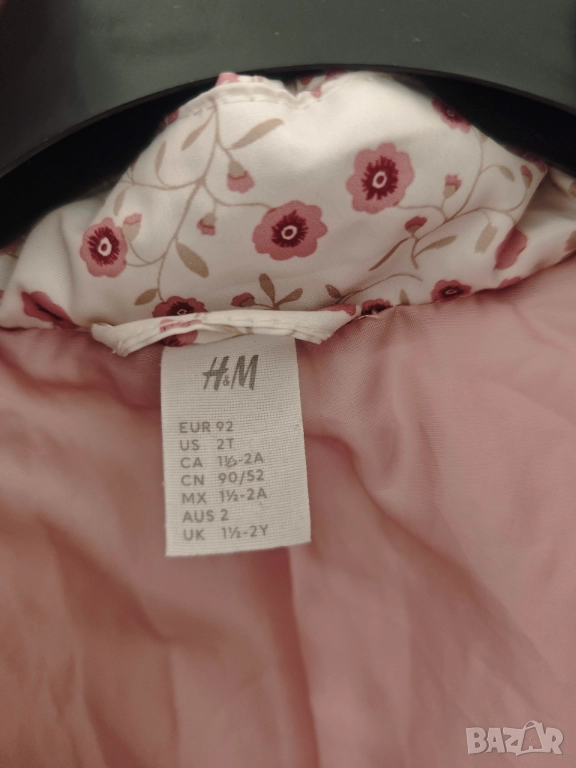 H&M
EUR 92
US 2T
CA 1½-2A
CN 90/52
MX 1½-2A
AUS 2
UK 1½-2Y
BAZAR